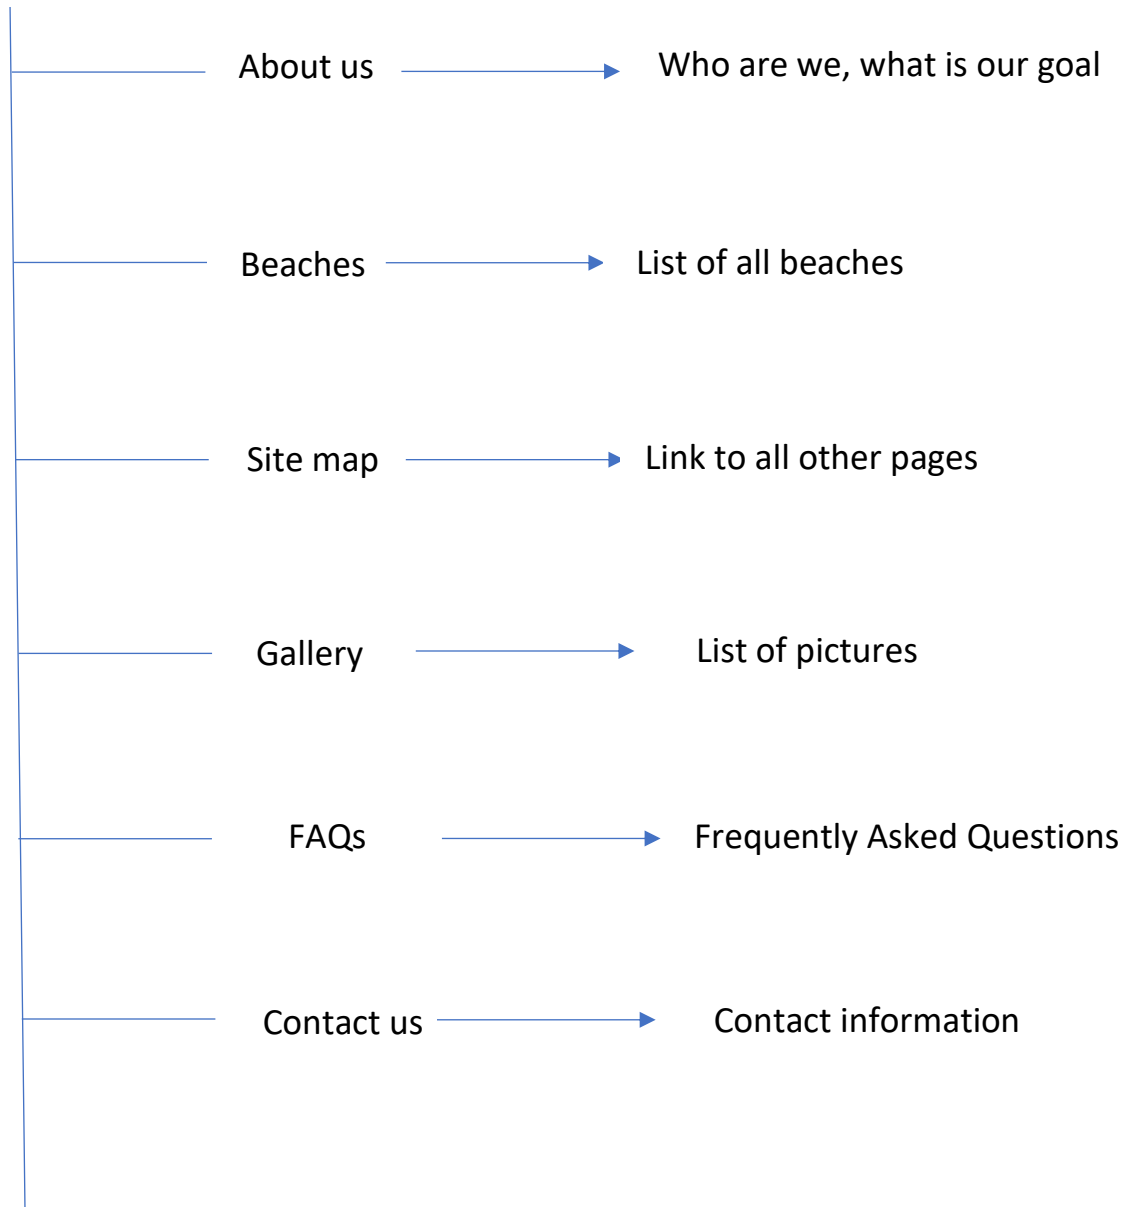 About us Who are we, what is our goal
Beaches List of all beaches
Site map Link to all other pages
Gallery List of pictures
FAQs Frequently Asked Questions
Contact us Contact information